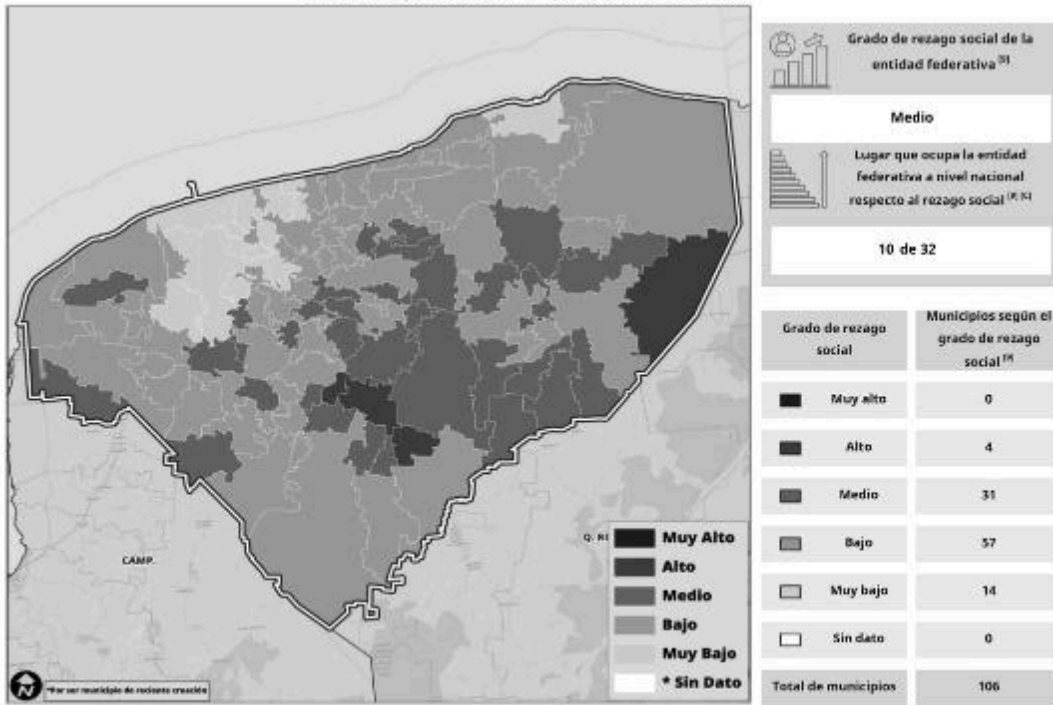 Grado de rezago social de la
entidad federativa [9]
Medio
Lugar que ocupa la entidad
federativa a nivel nacional
respecto al rezago social
10 de 32
Grado de rezago
social
Municipios según el
grado de rezago
social [9]
Muy alto
0
Alto
4
Medio
31
Bajo
57
Muy bajo
14
Sin dato
0
Total de municipios
106
CAMP.
Muy Alto
Alto
Medio
Bajo
Muy Bajo
* Sin Dato
N
*Por ser municipio de reciente creación